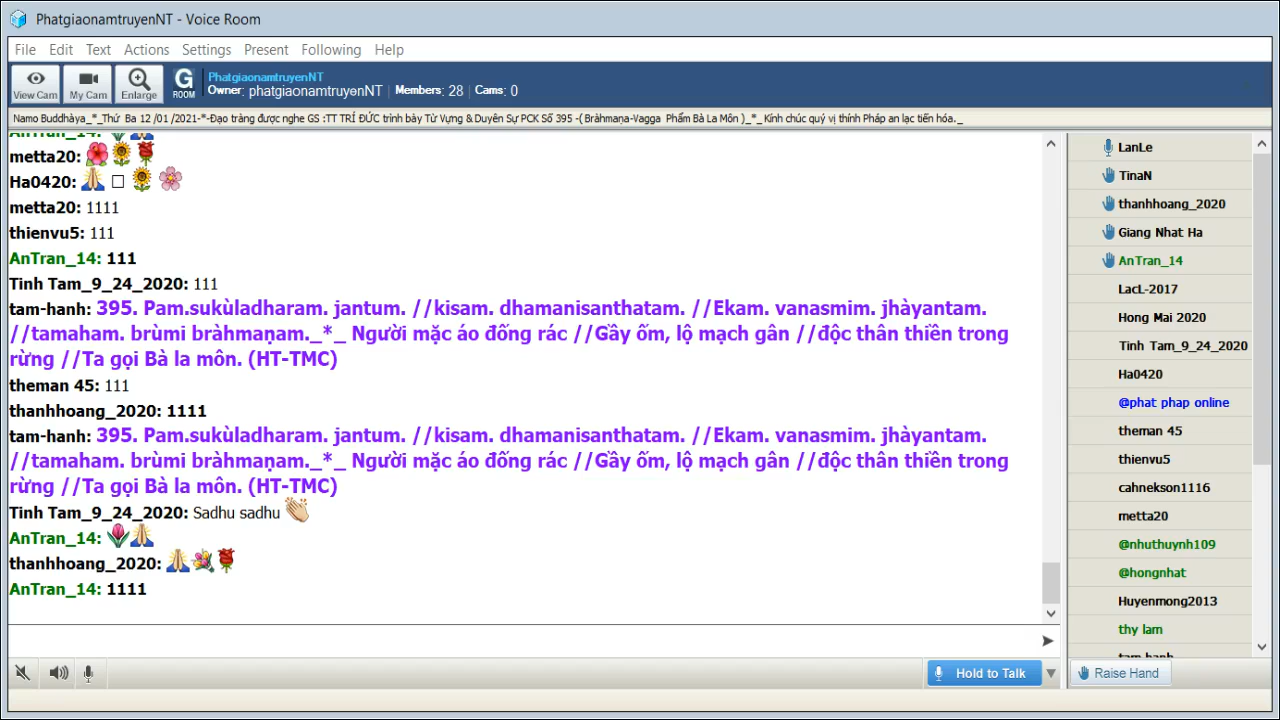 PhatgiaonamtruyenNT - Voice Room
File Edit Text Actions Settings Present Following Help
View Cam
My Cam
Enlarge
G
ROOM
PhatgiaonamtruyenNT
Owner: phatgiaonamtruyenNT Members: 28 Cams: 0
Namo Buddhàya_*_Thứ Ba 12 /01 /2021-*-Đạo tràng được nghe GS :TT TRÍ ĐỨC trình bày Từ Vựng & Duyên Sự PCK Số 395 -( Bràhmaṇa-Vagga Phẩm Bà La Môn )_*_ Kính chúc quý vị thính Pháp an lạc tiến hóa._
AnTran_14:
metta20:
Ha0420:
metta20: 1111
thienvu5: 111
AnTran_14: 111
Tinh Tam_9_24_2020: 111
tam-hanh: 395. Pam.sukùladharam. jantum. //kisam. dhamanisanthatam. //Ekam. vanasmim. jhàyantam.
//tamaham. brùmi bràhmaṇam._*_ Người mặc áo đống rác //Gầy ốm, lộ mạch gân //độc thân thiền trong
rừng //Ta gọi Bà la môn. (HT-TMC)
theman 45: 111
thanhhoang_2020: 1111
tam-hanh: 395. Pam.sukùladharam. jantum. //kisam. dhamanisanthatam. //Ekam. vanasmim. jhàyantam.
//tamaham. brùmi bràhmaṇam._*_ Người mặc áo đống rác //Gầy ốm, lộ mạch gân //độc thân thiền trong
rừng //Ta gọi Bà la môn. (HT-TMC)
Tinh Tam_9_24_2020: Sadhu sadhu
AnTran_14:
thanhhoang_2020:
AnTran_14: 1111
Hold to Talk
LanLe
TinaN
thanhhoang_2020
Giang Nhat Ha
AnTran_14
LacL-2017
Hong Mai 2020
Tinh Tam_9_24_2020
Ha0420
@phat phap online
theman 45
thienvu5
cahnekson1116
metta20
@nhuthuynh109
@hongnhat
Huyenmong2013
thy lam
tam-hanh
Raise Hand